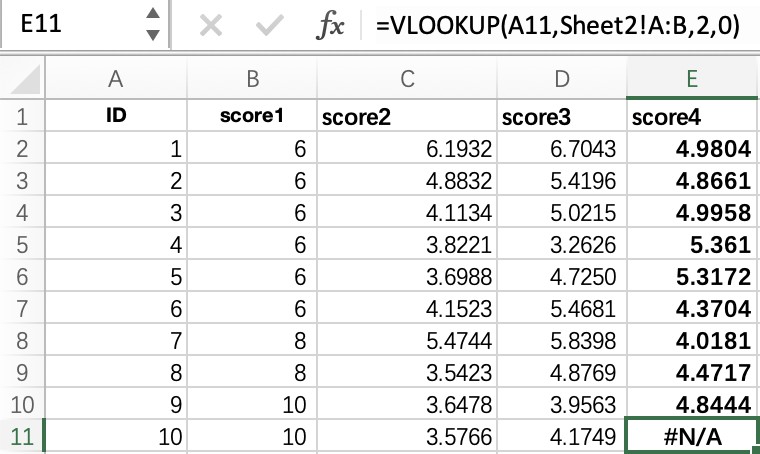 E11 fx =VLOOKUP(A11,Sheet2!A:B,2,0)
A B C D E
1 ID score1 score2 score3 score4
2 1 6 6.1932 6.7043 4.9804
3 2 6 4.8832 5.4196 4.8661
4 3 6 4.1134 5.0215 4.9958
5 4 6 3.8221 3.2626 5.361
6 5 6 3.6988 4.7250 5.3172
7 6 6 4.1523 5.4681 4.3704
8 7 8 5.4744 5.8398 4.0181
9 8 8 3.5423 4.8769 4.4717
10 9 10 3.6478 3.9563 4.8444
11 10 10 3.5766 4.1749 #N/A